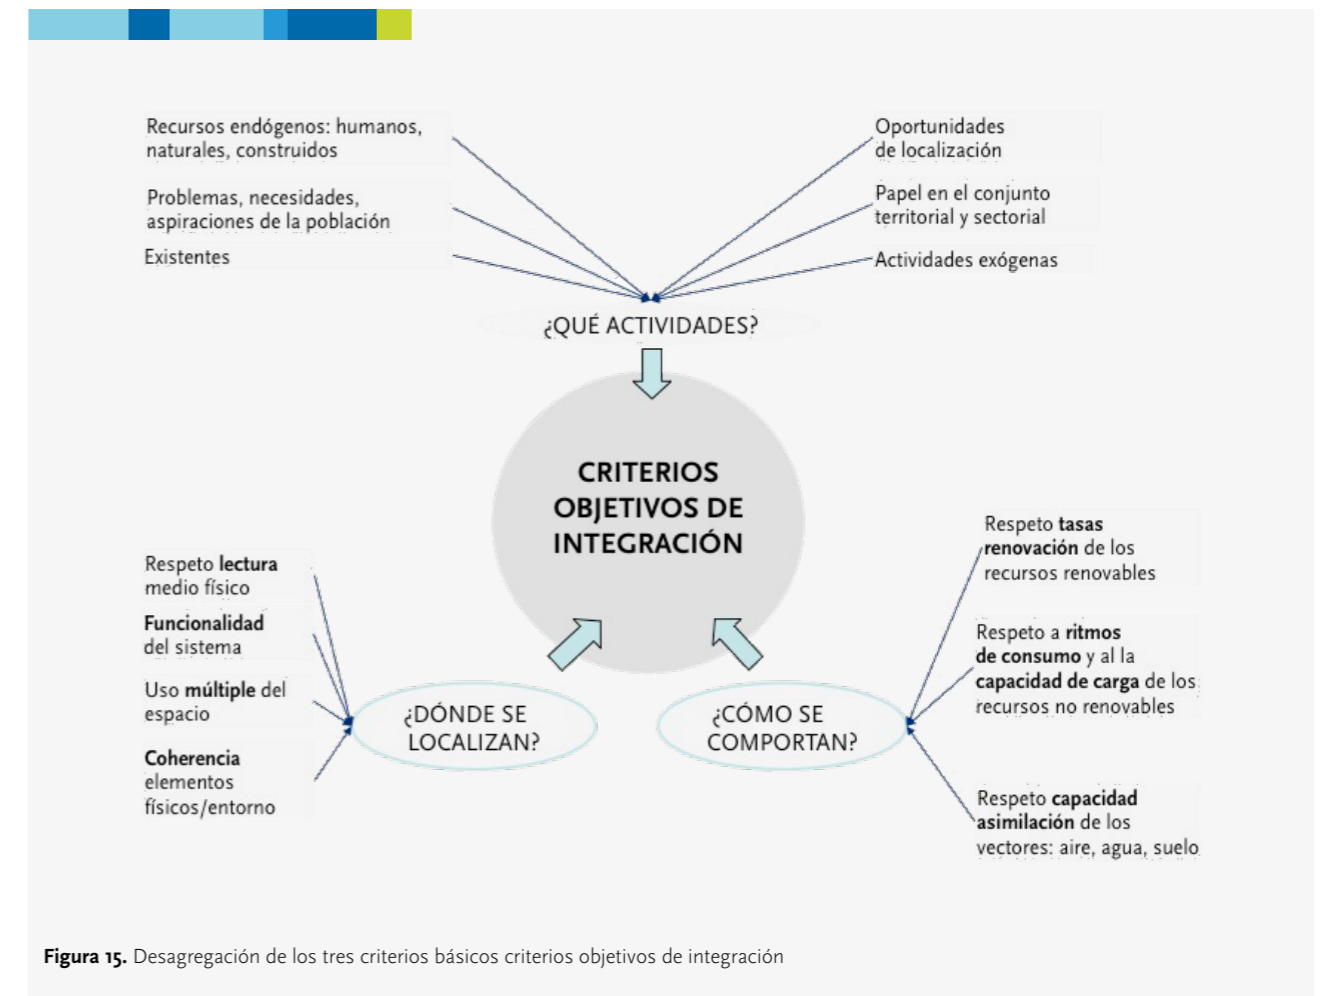 Recursos endógenos: humanos,
naturales, construidos
Problemas, necesidades,
aspiraciones de la población
Existentes
Oportunidades
de localización
Papel en el conjunto
territorial y sectorial
Actividades exógenas
¿QUÉ ACTIVIDADES?
CRITERIOS
OBJETIVOS DE
INTEGRACIÓN
Respeto lectura
medio físico
Funcionalidad
del sistema
Uso múltiple del
espacio
Coherencia
elementos
físicos/entorno
¿DÓNDE SE
LOCALIZAN?
¿CÓMO SE
COMPORTAN?
Respeto tasas
renovación de los
recursos renovables
Respeto a ritmos
de consumo y al la
capacidad de carga de los
recursos no renovables
Respeto capacidad
asimilación de los
vectores: aire, agua, suelo
Figura 15. Desagregación de los tres criterios básicos criterios objetivos de integración